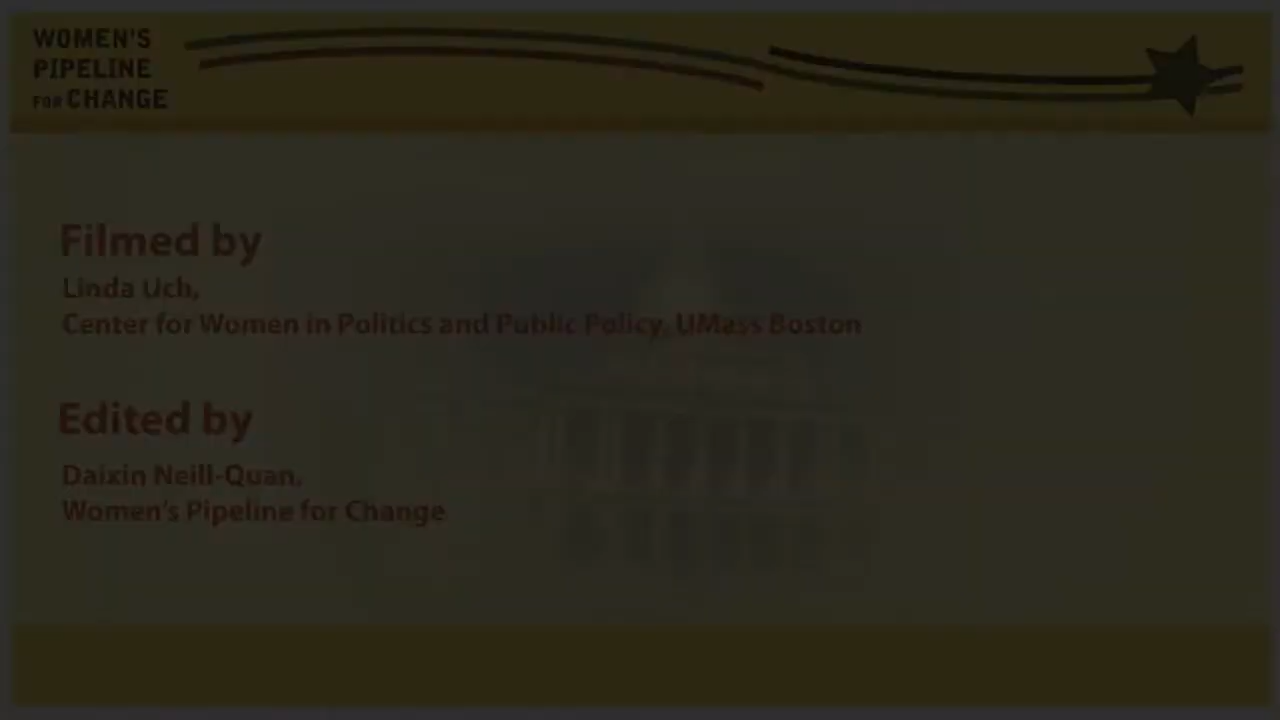 WOMEN'S
PIPELINE
FOR CHANGE
Filmed by
Linda Uch,
Center for Women in Politics and Public Policy, UMass Boston
Edited by
Daixin Neill-Quan,
Women's Pipeline for Change